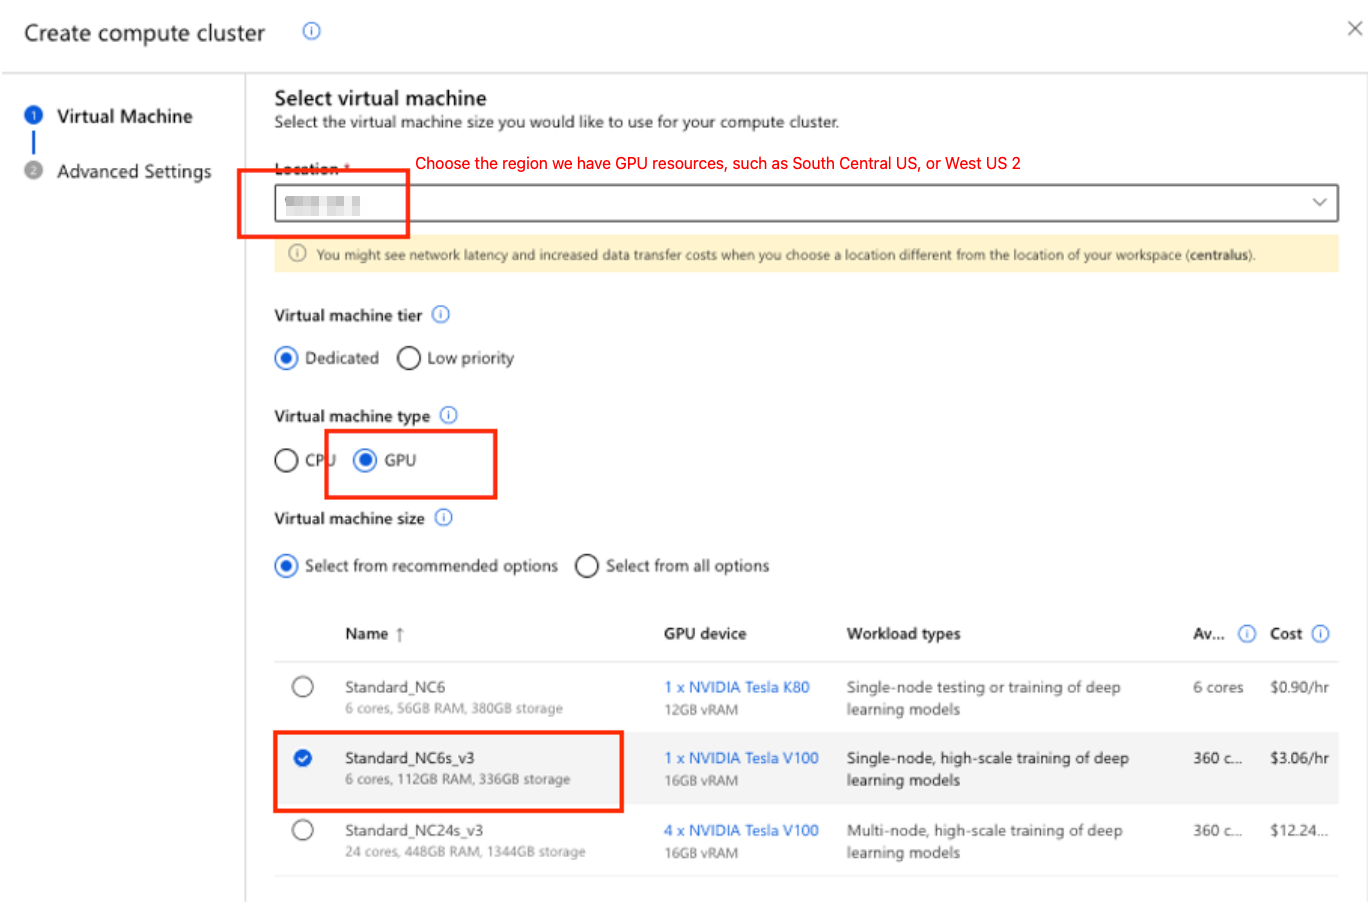 Create compute cluster
1 Virtual Machine
2 Advanced Settings
Select virtual machine
Select the virtual machine size you would like to use for your compute cluster.
Location *
Choose the region we have GPU resources, such as South Central US, or West US 2
You might see network latency and increased data transfer costs when you choose a location different from the location of your workspace (centralus).
Virtual machine tier
Dedicated Low priority
Virtual machine type
CPU GPU
Virtual machine size
Select from recommended options Select from all options
Name ↑ GPU device Workload types Av... Cost
Standard_NC6 1 x NVIDIA Tesla K80 Single-node testing or training of deep 6 cores $0.90/hr
6 cores, 56GB RAM, 380GB storage 12GB vRAM learning models
Standard_NC6s_v3 1 x NVIDIA Tesla V100 Single-node, high-scale training of deep 360 c... $3.06/hr
6 cores, 112GB RAM, 336GB storage 16GB vRAM learning models
Standard_NC24s_v3 4 x NVIDIA Tesla V100 Multi-node, high-scale training of deep 360 c... $12.24...
24 cores, 448GB RAM, 1344GB storage 16GB vRAM learning models